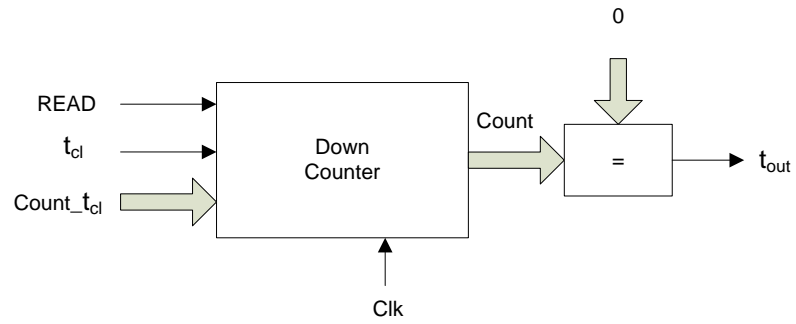 0
READ
t_cl
Count_t_cl
Down
Counter
Count
=
t_out
Clk